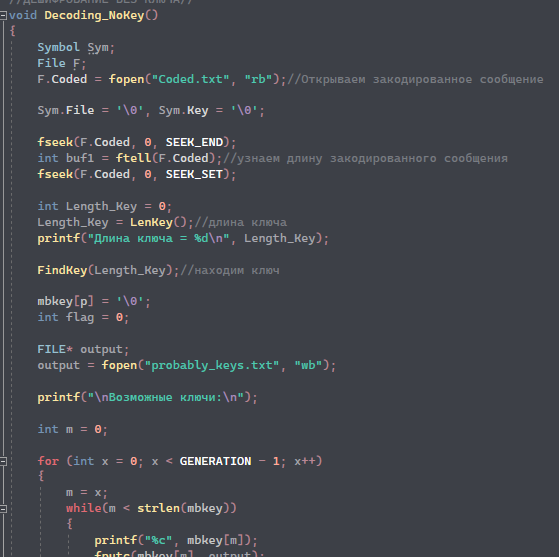 //ДЕШИФРОВАНИЕ БЕЗ КЛЮЧА//
void Decoding_NoKey()
{
Symbol Sym;
File F;
F.Coded = fopen("Coded.txt", "rb");//Открываем закодированное сообщение
Sym.File = '\0', Sym.Key = '\0';
fseek(F.Coded, 0, SEEK_END);
int buf1 = ftell(F.Coded);//узнаем длину закодированного сообщения
fseek(F.Coded, 0, SEEK_SET);
int Length_Key = 0;
Length_Key = LenKey();//длина ключа
printf("Длина ключа = %d\n", Length_Key);
FindKey(Length_Key);//находим ключ
mbkey[p] = '\0';
int flag = 0;
FILE* output;
output = fopen("probably_keys.txt", "wb");
printf("\nВозможные ключи:\n");
int m = 0;
for (int x = 0; x < GENERATION - 1; x++)
{
m = x;
while(m < strlen(mbkey))
{
printf("%c", mbkey[m]);
fputc(mbkey[m], output);